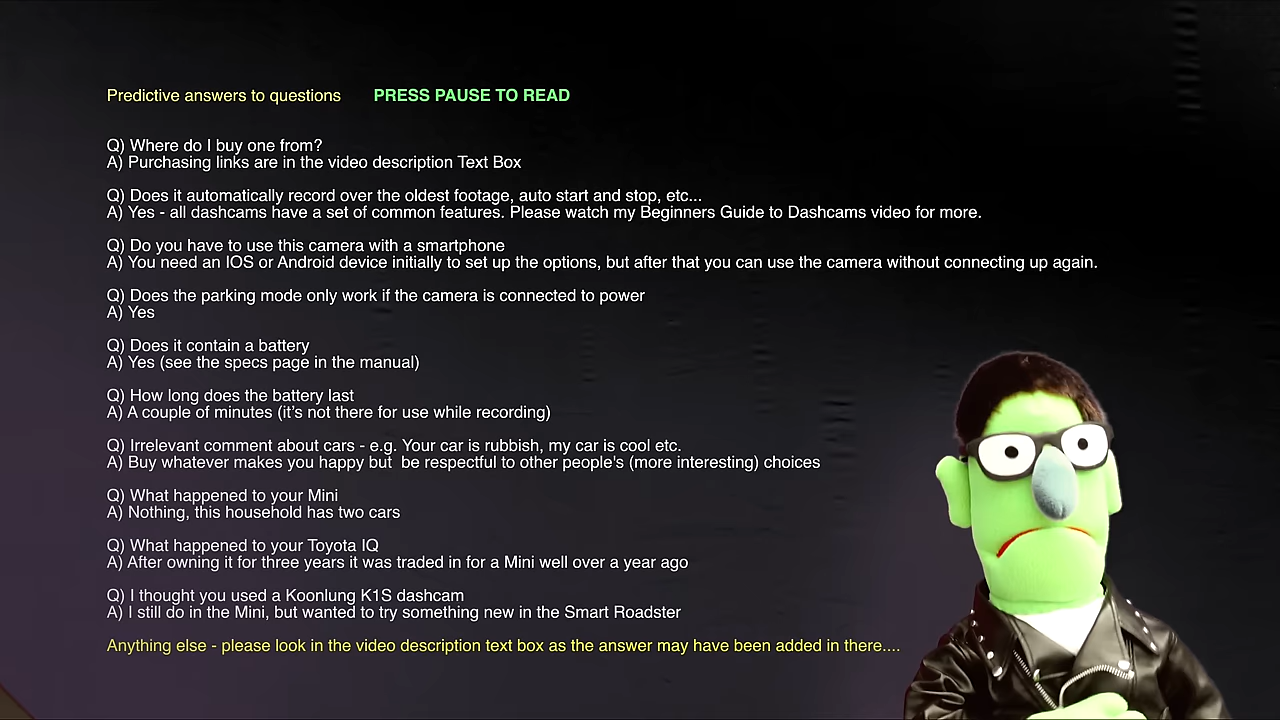 Predictive answers to questions PRESS PAUSE TO READ
Q) Where do I buy one from?
A) Purchasing links are in the video description Text Box
Q) Does it automatically record over the oldest footage, auto start and stop, etc...
A) Yes - all dashcams have a set of common features. Please watch my Beginners Guide to Dashcams video for more.
Q) Do you have to use this camera with a smartphone
A) You need an IOS or Android device initially to set up the options, but after that you can use the camera without connecting up again.
Q) Does the parking mode only work if the camera is connected to power
A) Yes
Q) Does it contain a battery
A) Yes (see the specs page in the manual)
Q) How long does the battery last
A) A couple of minutes (it's not there for use while recording)
Q) Irrelevant comment about cars - e.g. Your car is rubbish, my car is cool etc.
A) Buy whatever makes you happy but  be respectful to other people's (more interesting) choices
Q) What happened to your Mini
A) Nothing, this household has two cars
Q) What happened to your Toyota IQ
A) After owning it for three years it was traded in for a Mini well over a year ago
Q) I thought you used a Koonlung K1S dashcam
A) I still do in the Mini, but wanted to try something new in the Smart Roadster
Anything else - please look in the video description text box as the answer may have been added in there....